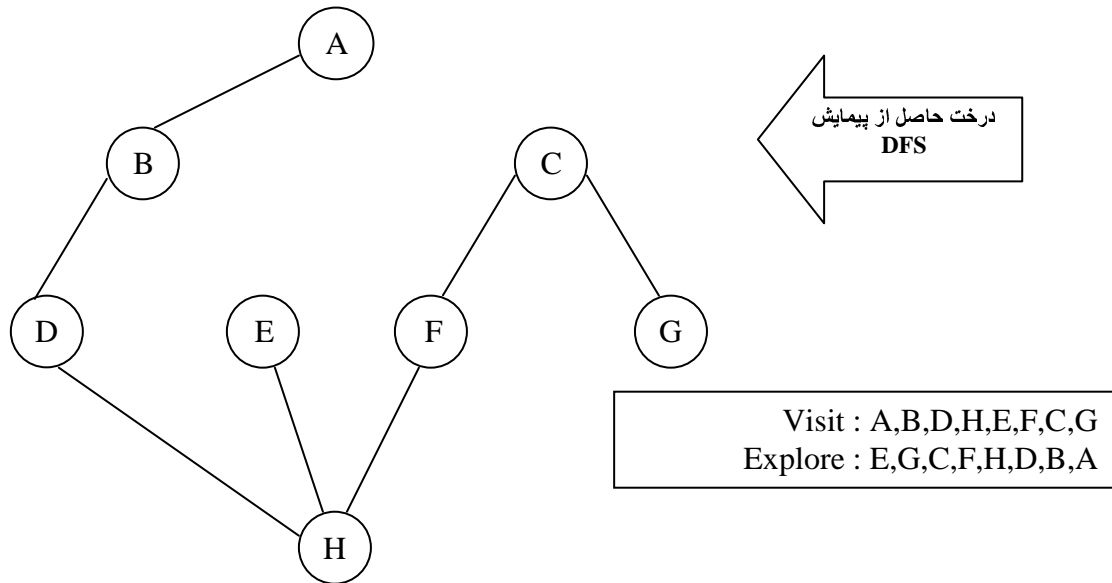 A
درخت حاصل از پیمایش
DFS
B
C
D
E
F
G
Visit : A,B,D,H,E,F,C,G
Explore : E,G,C,F,H,D,B,A
H